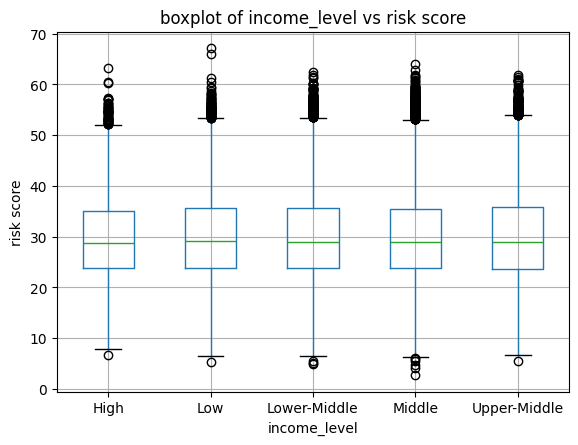 boxplot of income_level vs risk score
70
60
50
40
30
20
10
0
risk score
High Low Lower-Middle Middle Upper-Middle
income_level